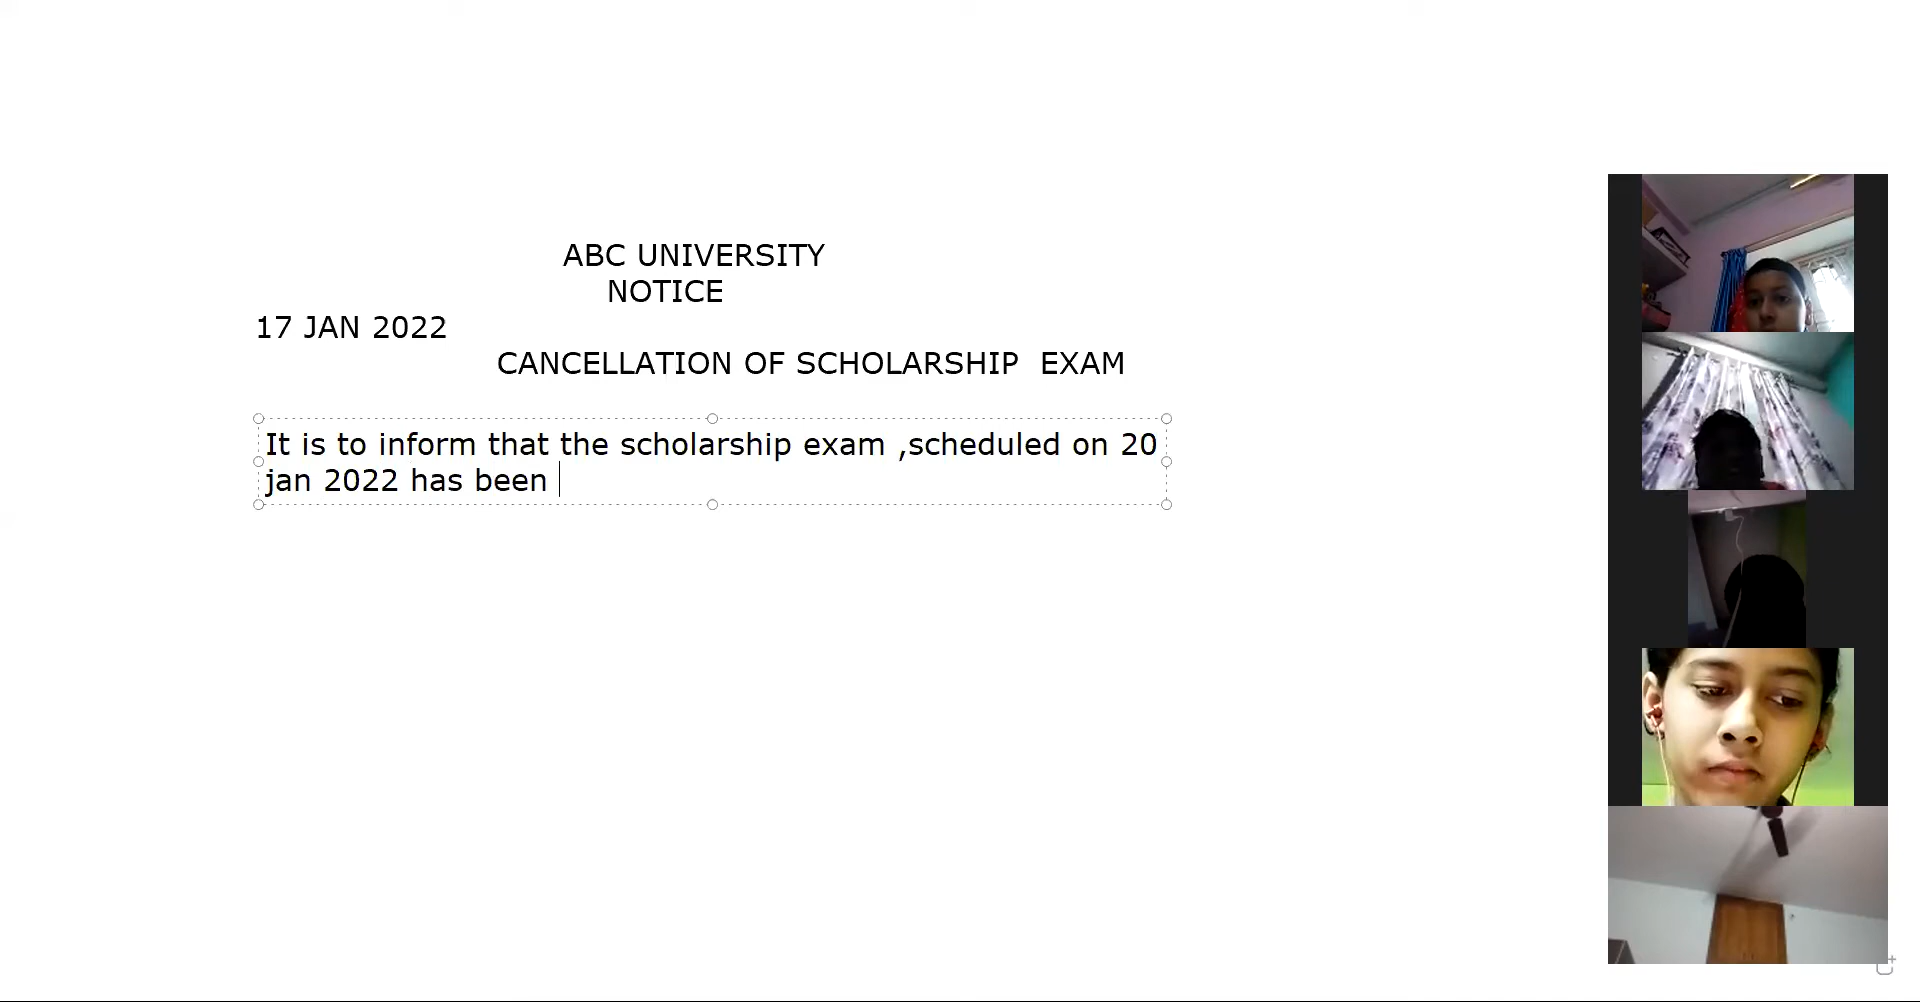 ABC UNIVERSITY
NOTICE
17 JAN 2022
CANCELLATION OF SCHOLARSHIP  EXAM
It is to inform that the scholarship exam ,scheduled on 20
jan 2022 has been